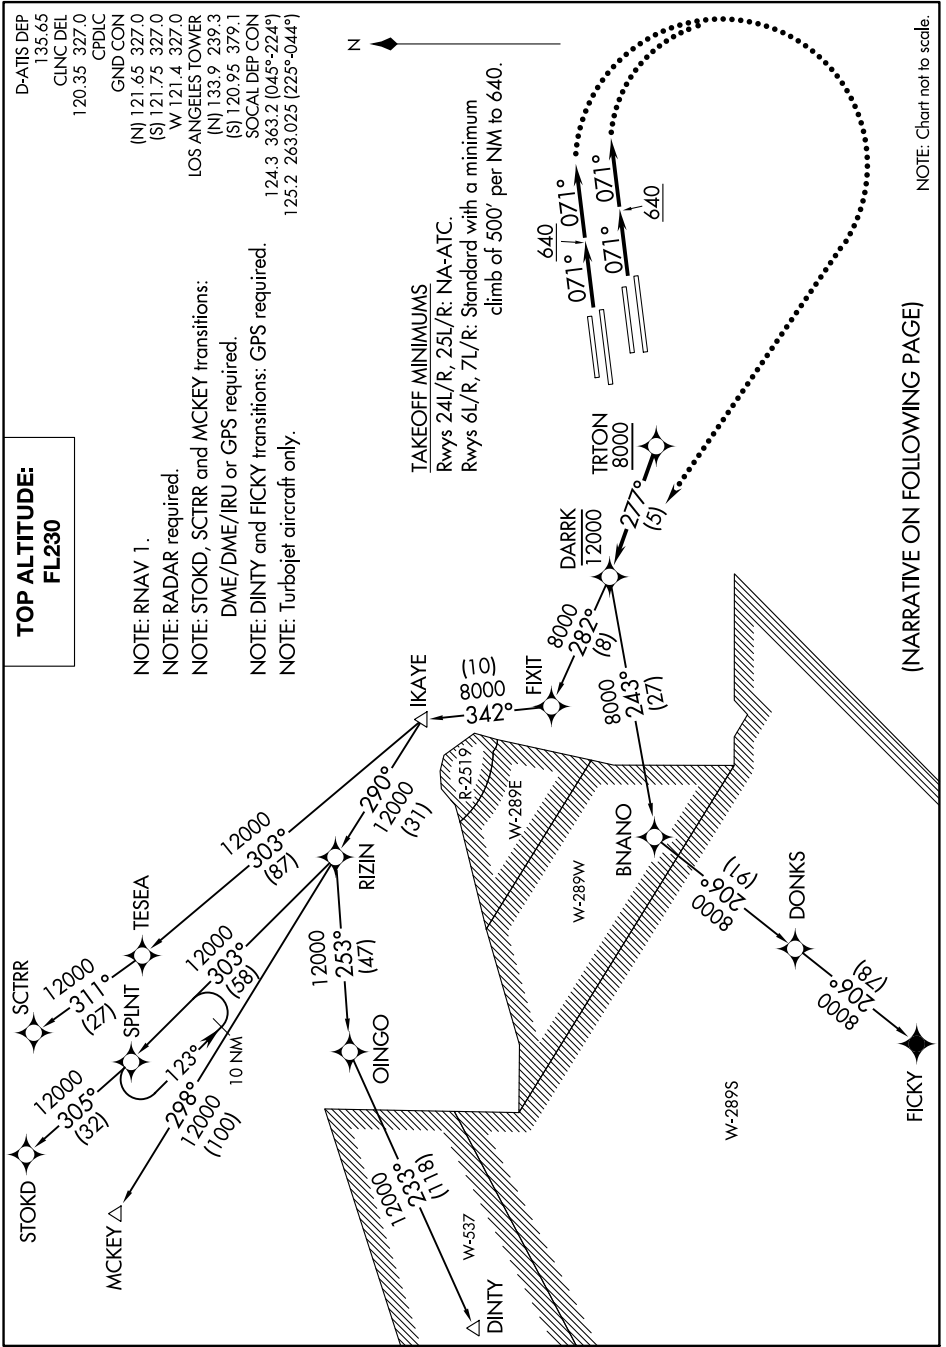 TOP ALTITUDE:
FL230
D-ATIS DEP
135.65
CLNC DEL
120.35 327.0
CPDLC
GND CON
(N) 121.65 327.0
(S) 121.75 327.0
W 121.4 327.0
LOS ANGELES TOWER
(N) 133.9 239.3
(S) 120.95 379.1
SOCAL DEP CON
124.3 363.2 (045°-224°)
125.2 263.025 (225°-044°)
NOTE: RNAV 1.
NOTE: RADAR required.
NOTE: STOKD, SCTRR and MCKEY transitions:
DME/DME/IRU or GPS required.
NOTE: DINTY and FICKY transitions: GPS required.
NOTE: Turbojet aircraft only.
N
TAKEOFF MINIMUMS
Rwys 24L/R, 25L/R: NA-ATC.
Rwys 6L/R, 7L/R: Standard with a minimum
climb of 500' per NM to 640.
STOKD
12000
305°
(32)
SCTRR
12000
311°
(27)
TESEA
12000
303°
(87)
SPLNT
12000
303°
(58)
123°
10 NM
MCKEY
298°
12000
(100)
RIZIN
290°
12000
(31)
IKAYE
(10)
8000
342°
FIXIT
8000
282°
(8)
DARRK
12000
TRTON
8000
277°
(5)
640
071°
071°
071°
071°
640
OINGO
12000
253°
(47)
DINTY
12000
233°
(118)
W-537
R-2519
W-289E
W-289W
W-289S
BNANO
8000
243°
(27)
DONKS
8000
206°
(91)
FICKY
8000
206°
(78)
(NARRATIVE ON FOLLOWING PAGE)
NOTE: Chart not to scale.